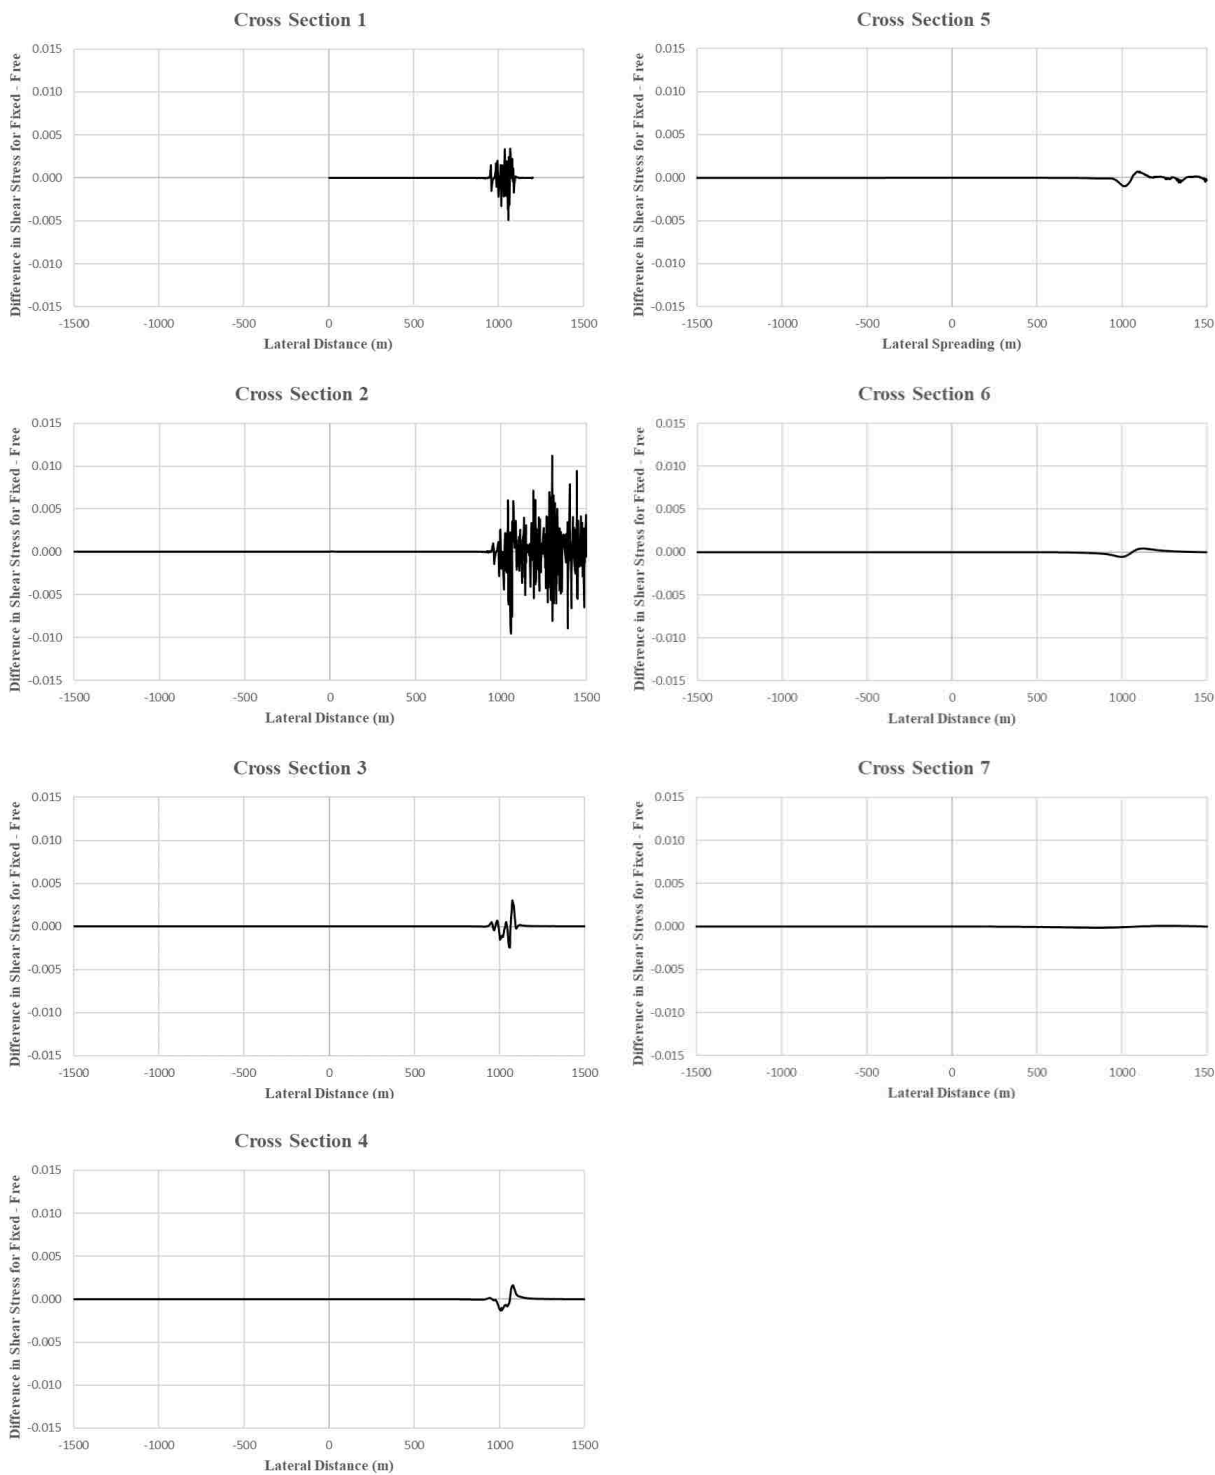 Cross Section 1
Difference in Shear Stress for Fixed - Free
0.015
0.010
0.005
0.000
-0.005
-0.010
-0.015
-1500 -1000 -500 0 500 1000 1500
Lateral Distance (m)
Cross Section 5
Difference in Shear Stress for Fixed - Free
0.015
0.010
0.005
0.000
-0.005
-0.010
-0.015
-1500 -1000 -500 0 500 1000 150
Lateral Spreading (m)
Cross Section 2
Difference in Shear Stress for Fixed - Free
0.015
0.010
0.005
0.000
-0.005
-0.010
-0.015
-1500 -1000 -500 0 500 1000 1500
Lateral Distance (m)
Cross Section 6
Difference in Shear Stress for Fixed - Free
0.015
0.010
0.005
0.000
-0.005
-0.010
-0.015
-1500 -1000 -500 0 500 1000 150
Lateral Distance (m)
Cross Section 3
Difference in Shear Stress for Fixed - Free
0.015
0.010
0.005
0.000
-0.005
-0.010
-0.015
-1500 -1000 -500 0 500 1000 1500
Lateral Distance (m)
Cross Section 7
Difference in Shear Stress for Fixed - Free
0.015
0.010
0.005
0.000
-0.005
-0.010
-0.015
-1500 -1000 -500 0 500 1000 150
Lateral Distance (m)
Cross Section 4
Difference in Shear Stress for Fixed - Free
0.015
0.010
0.005
0.000
-0.005
-0.010
-0.015
-1500 -1000 -500 0 500 1000 1500
Lateral Distance (m)